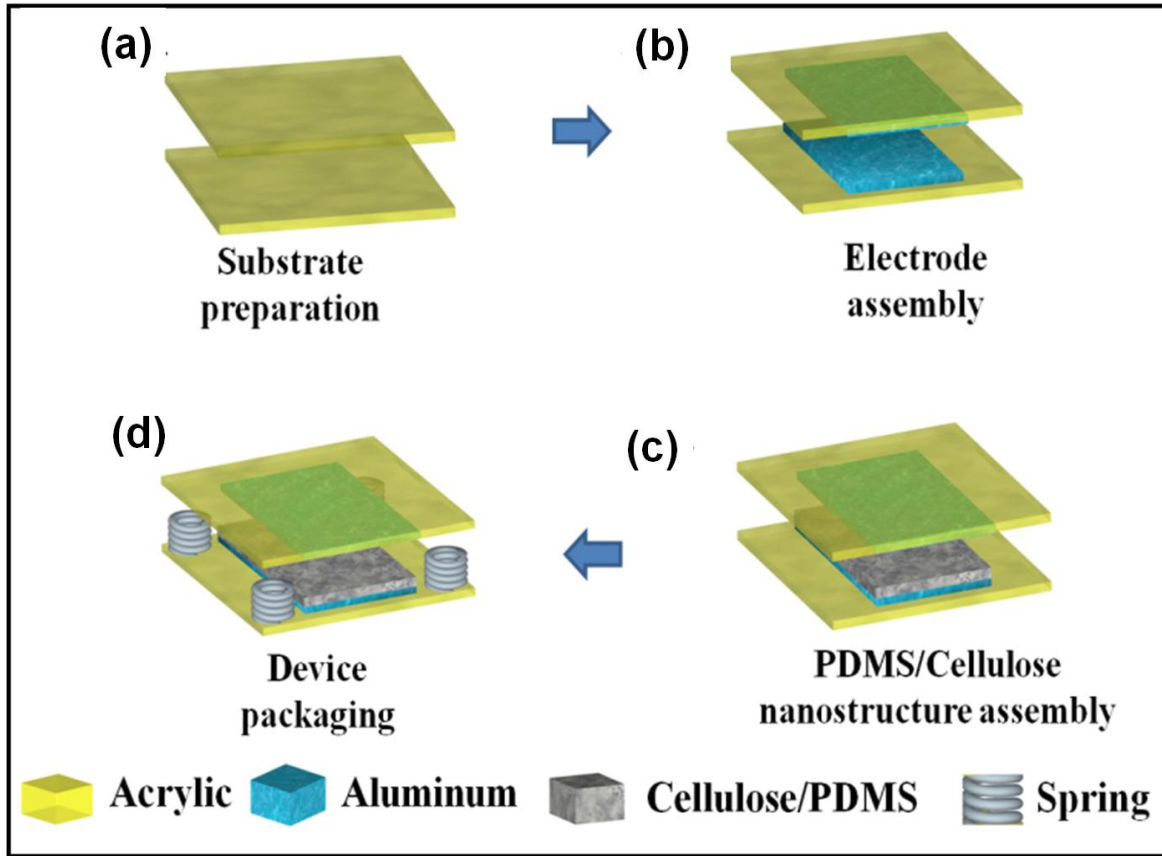 (a)
Substrate
preparation
(b)
Electrode
assembly
(c)
PDMS/Cellulose
nanostructure assembly
(d)
Device
packaging
Acrylic
Aluminum
Cellulose/PDMS
Spring